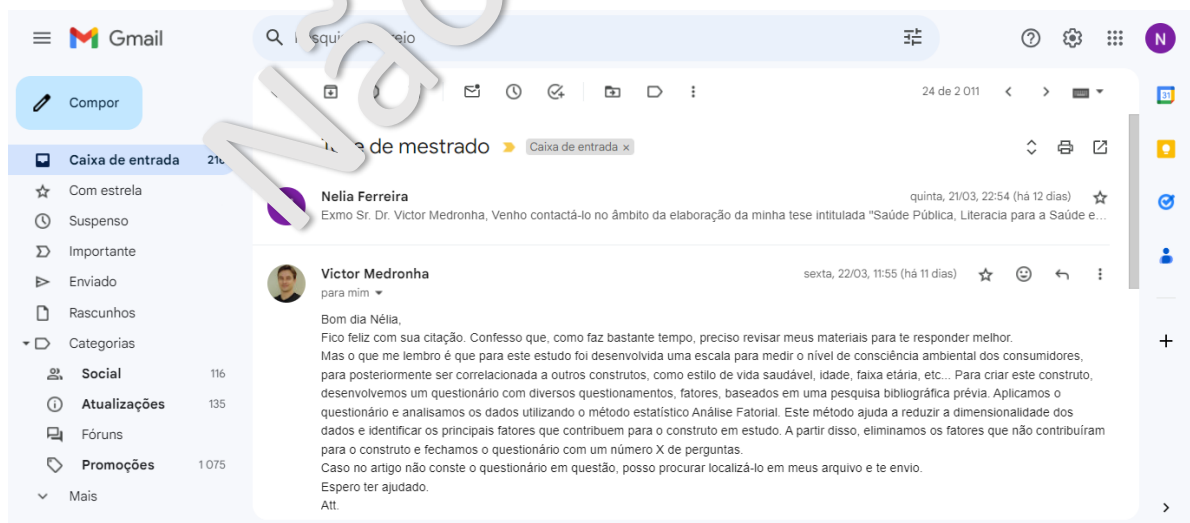 Gmail
Compor
24 de 2 011
31
N
Caixa de entrada
de mestrado
Caixa de entrada ×
Com estrela
Nelia Ferreira
quinta, 21/03, 22:54 (há 12 dias)
Exmo Sr. Dr. Victor Medronha, Venho contactá-lo no âmbito da elaboração da minha tese intitulada "Saúde Pública, Literacia para a Saúde e...
Suspenso
Importante
Enviado
Rascunhos
Categorias
Social 116
Atualizações 135
Fóruns
Promoções 1 075
Mais
Victor Medronha
sexta, 22/03, 11:55 (há 11 dias)
para mim
Bom dia Nélia,
Fico feliz com sua citação. Confesso que, como faz bastante tempo, preciso revisar meus materiais para te responder melhor.
Mas o que me lembro é que para este estudo foi desenvolvida uma escala para medir o nível de consciência ambiental dos consumidores,
para posteriormente ser correlacionada a outros construtos, como estilo de vida saudável, idade, faixa etária, etc... Para criar este construto,
desenvolvemos um questionário com diversos questionamentos, fatores, baseados em uma pesquisa bibliográfica prévia. Aplicamos o
questionário e analisamos os dados utilizando o método estatístico Análise Fatorial. Este método ajuda a reduzir a dimensionalidade dos
dados e identificar os principais fatores que contribuem para o construto em estudo. A partir disso, eliminamos os fatores que não contribuíram
para o construto e fechamos o questionário com um número X de perguntas.
Caso no artigo não conste o questionário em questão, posso procurar localizá-lo em meus arquivo e te envio.
Espero ter ajudado.
Att.